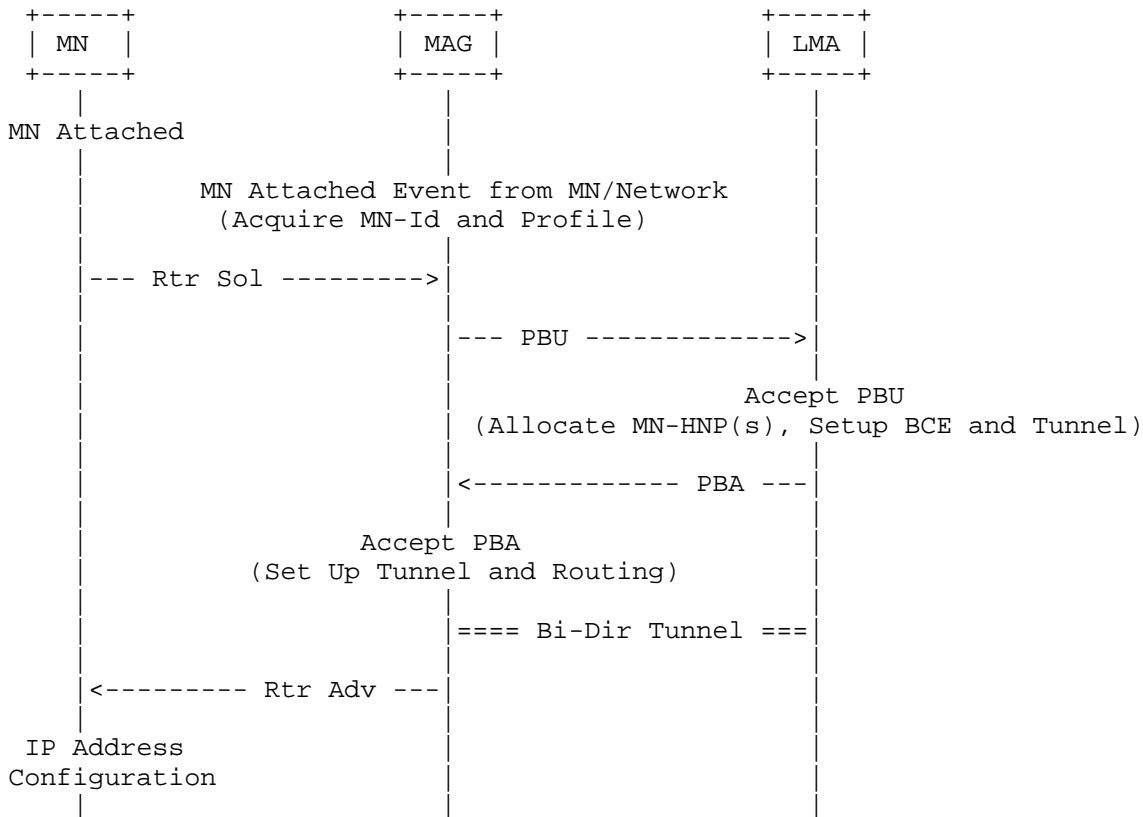 MN MAG LMA
MN Attached
MN Attached Event from MN/Network
(Acquire MN-Id and Profile)
--- Rtr Sol --------->
--- PBU ------------->
Accept PBU
(Allocate MN-HNP(s), Setup BCE and Tunnel)
<------------- PBA ---
Accept PBA
(Set Up Tunnel and Routing)
==== Bi-Dir Tunnel ===
<--------- Rtr Adv ---
IP Address
Configuration